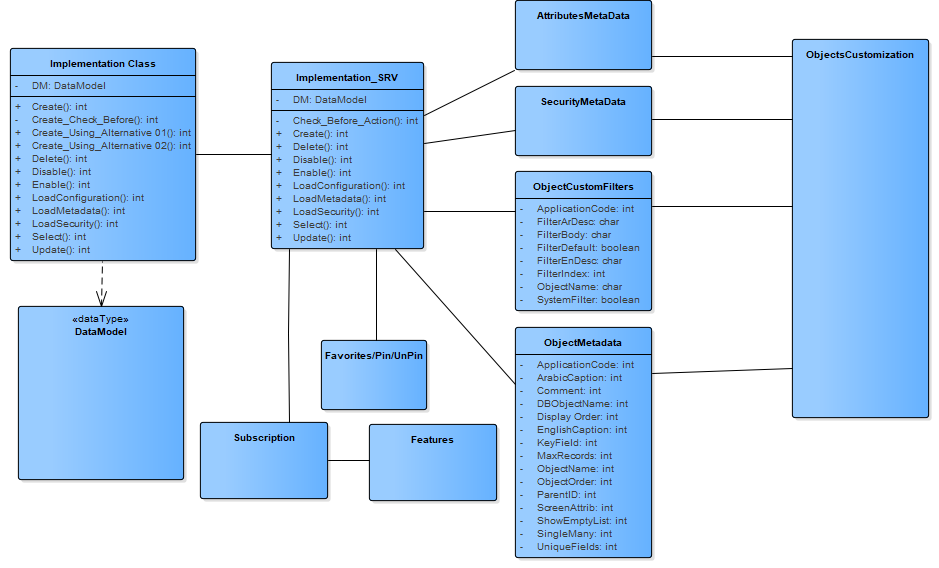 Implementation Class
- DM: DataModel
+ Create(): int
- Create_Check_Before(): int
+ Create_Using_Alternative 01(): int
+ Create_Using_Alternative 02(): int
+ Delete(): int
+ Disable(): int
+ Enable(): int
+ LoadConfiguration(): int
+ LoadMetadata(): int
+ LoadSecurity(): int
+ Select(): int
+ Update(): int
«dataType»
DataModel
Implementation_SRV
- DM: DataModel
- Check_Before_Action(): int
+ Create(): int
+ Delete(): int
+ Disable(): int
+ Enable(): int
+ LoadConfiguration(): int
+ LoadMetadata(): int
+ LoadSecurity(): int
+ Select(): int
+ Update(): int
Favorites/Pin/UnPin
Subscription
Features
AttributesMetaData
SecurityMetaData
ObjectCustomFilters
- ApplicationCode: int
- FilterArDesc: char
- FilterBody: char
- FilterDefault: boolean
- FilterEnDesc: char
- FilterIndex: int
- ObjectName: char
- SystemFilter: boolean
ObjectMetadata
- ApplicationCode: int
- ArabicCaption: int
- Comment: int
- DBObjectName: int
- Display Order: int
- EnglishCaption: int
- KeyField: int
- MaxRecords: int
- ObjectName: int
- ObjectOrder: int
- ParentID: int
- ScreenAttrib: int
- ShowEmptyList: int
- SingleMany: int
- UniqueFields: int
ObjectsCustomization